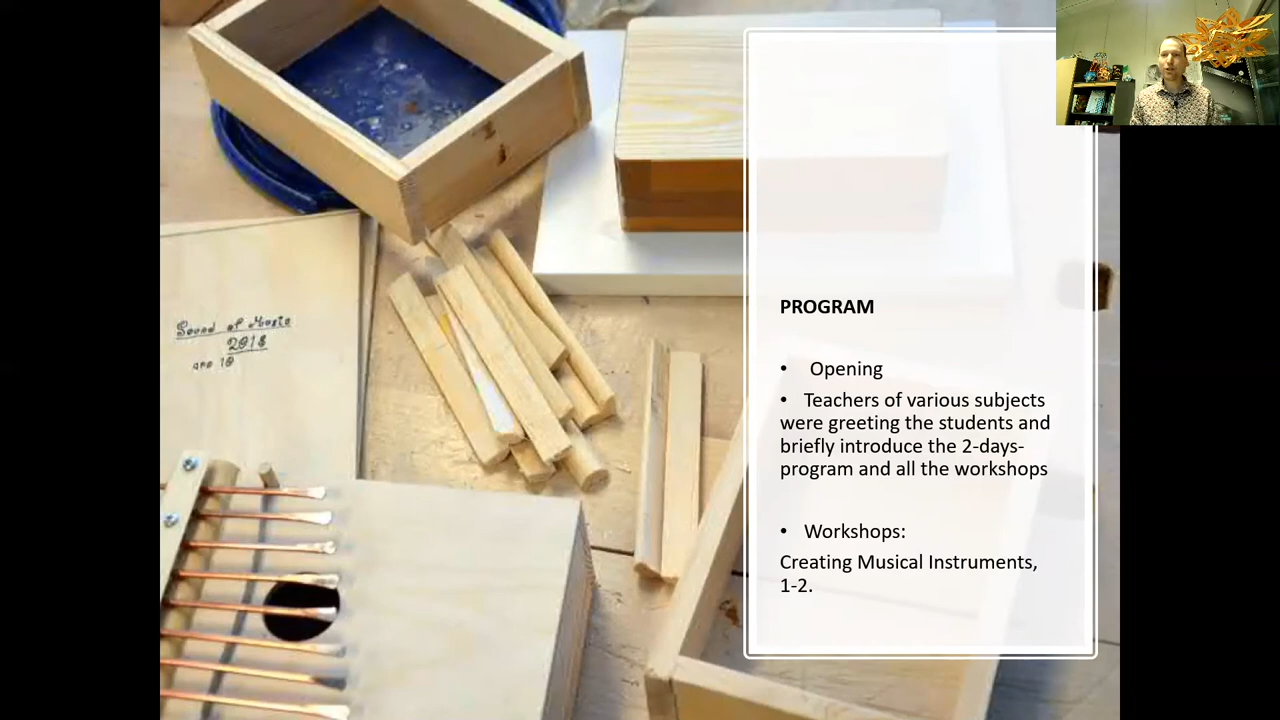 Sound of Music
2018
PROGRAM
• Opening
• Teachers of various subjects
were greeting the students and
briefly introduce the 2-days-
program and all the workshops
• Workshops:
Creating Musical Instruments,
1-2.